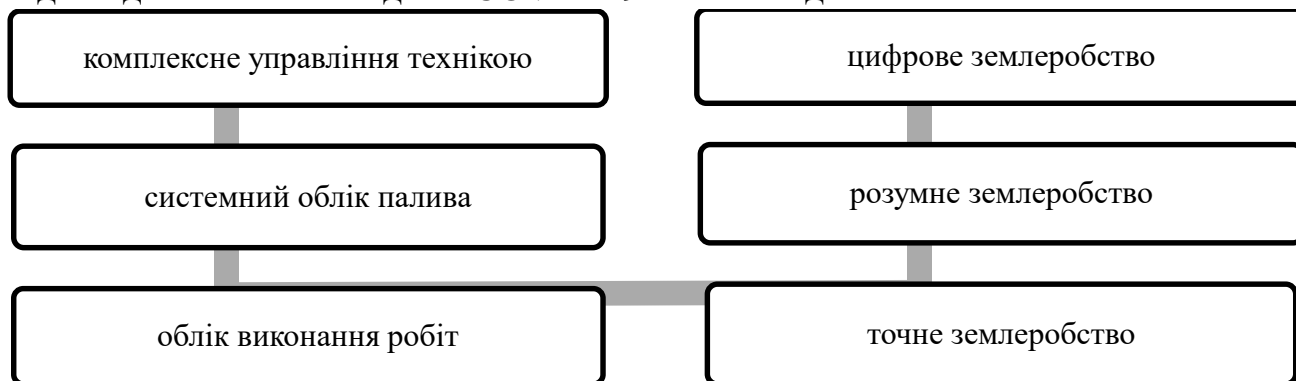 комплексне управління технікою
цифрове землеробство
системний облік палива
розумне землеробство
облік виконання робіт
точне землеробство